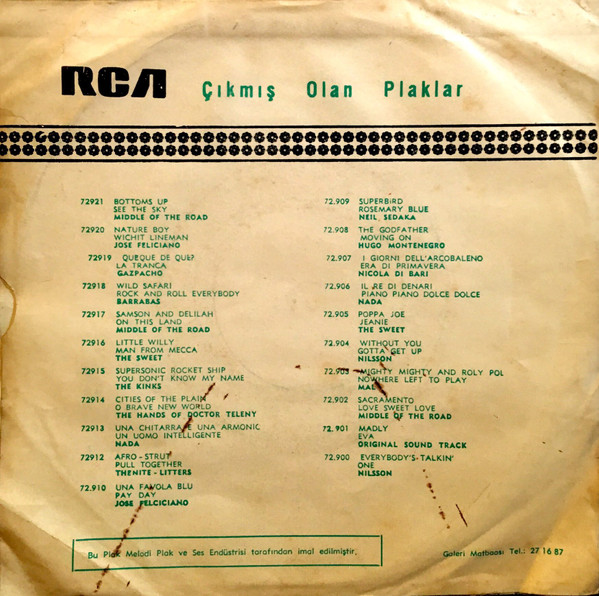 RCA Çıkmış Olan Plaklar
72921 BOTTOMS UP
SEE THE SKY
MIDDLE OF THE ROAD
72920 NATURE BOY
WICHIT LINEMAN
JOSE FELICIANO
72919 QUEQUE DE QUE?
LA TRANCA
GAZPACHO
72918 WILD SAFARI
ROCK AND ROLL EVERYBODY
BARRABAS
72917 SAMSON AND DELILAH
ON THIS LAND
MIDDLE OF THE ROAD
72916 LITTLE WILLY
MAN FROM MECCA
THE SWEET
72915 SUPERSONIC ROCKET SHIP
YOU DON'T KNOW MY NAME
THE KINKS
72914 CITIES OF THE PLAIN
O BRAVE NEW WORLD
THE HANDS OF DOCTOR TELENY
72913 UNA CHITARRA E UNA ARMONIC
UN UOMO INTELLIGENTE
NADA
72912 AFRO-STRUT
PULL TOGETHER
THENITE-LITTERS
72.910 UNA FAVOLA BLU
PAY DAY
JOSE FELCICIANO
72.909 SUPERBIRD
ROSEMARY BLUE
NEIL SEDAKA
72.908 THE GODFATHER
MOVING ON
HUGO MONTENEGRO
72.907 I GIORNI DELL'ARCOBALENO
ERA DI PRIMAVERA
NICOLA DI BARI
72.906 IL RE DI DENARI
PIANO PIANO DOLCE DOLCE
NADA
72.905 POPPA JOE
JEANIE
THE SWEET
72.904 WITHOUT YOU
GOTTA GET UP
NILSSON
72.903 MIGHTY MIGHTY AND ROLY POL
NOWHERE LEFT TO PLAY
MAL
72.902 SACRAMENTO
LOVE SWEET LOVE
MIDDLE OF THE ROAD
72.901 MADLY
EVA
ORIGINAL SOUND TRACK
72.900 EVERYBODY'S TALKIN'
ONE
NILSSON
Bu Plak Melodi Plak ve Ses Endüstrisi tarafından imal edilmiştir.
Galeri Matbaası Tel.: 27 16 87